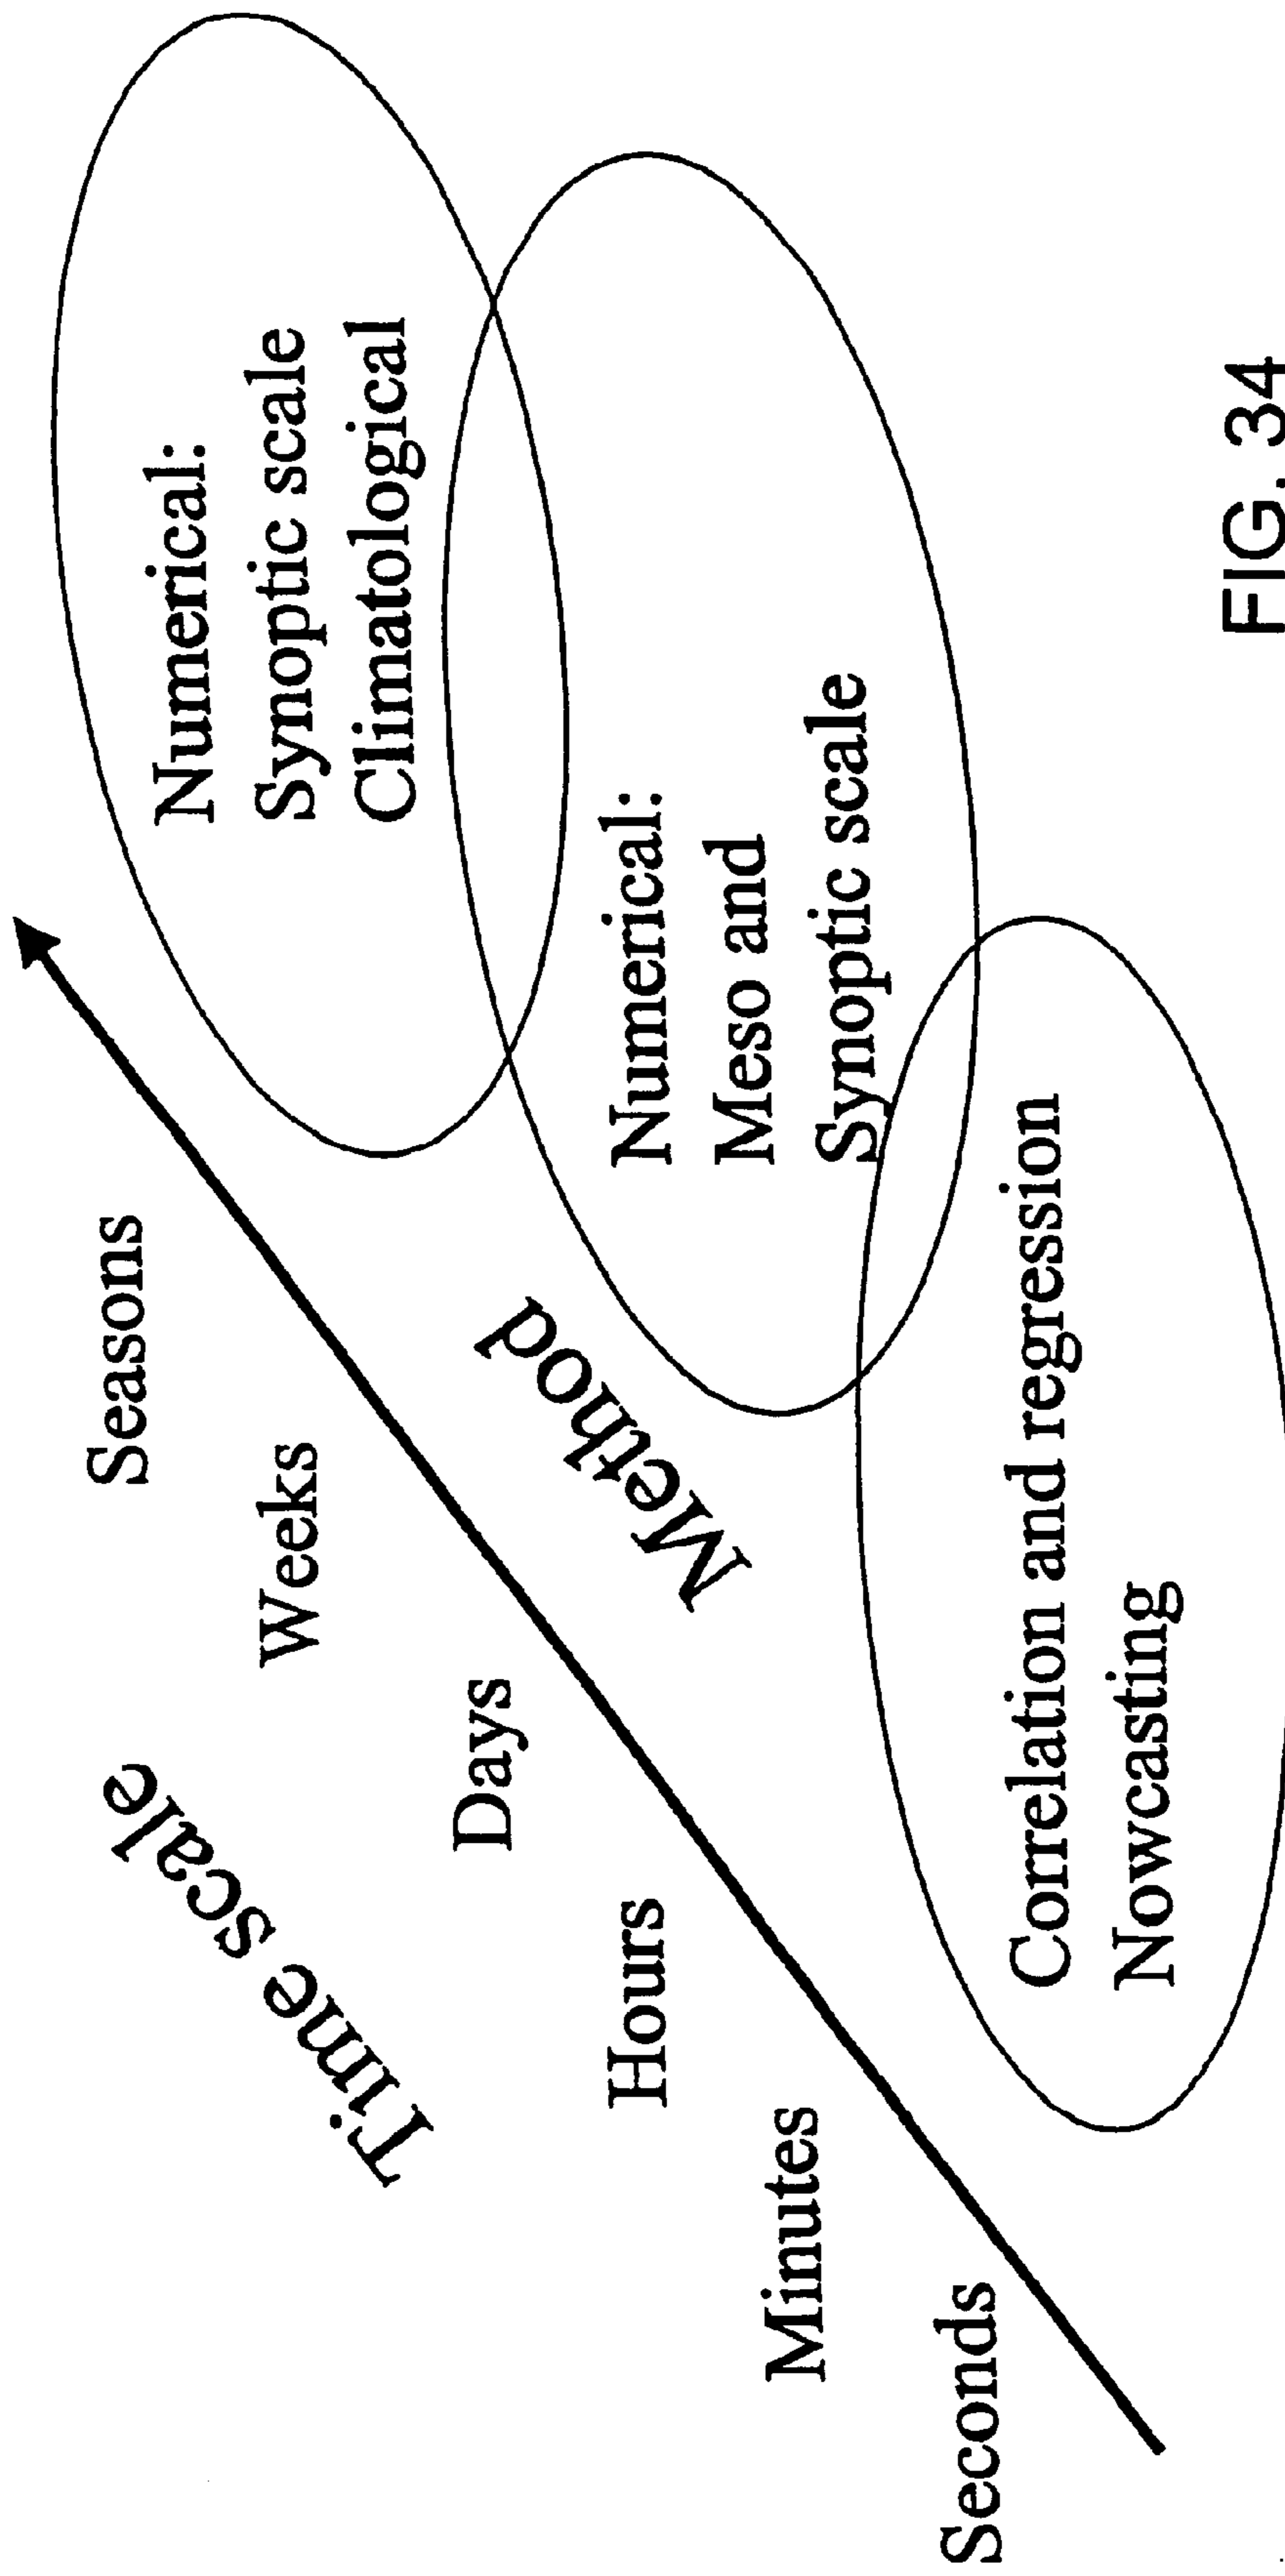 Time scale
Seasons
Weeks
Days
Hours
Minutes
Seconds
Method
Numerical:
Synoptic scale
Climatological
Numerical:
Meso and
Synoptic scale
Correlation and regression
Nowcasting
FIG. 34